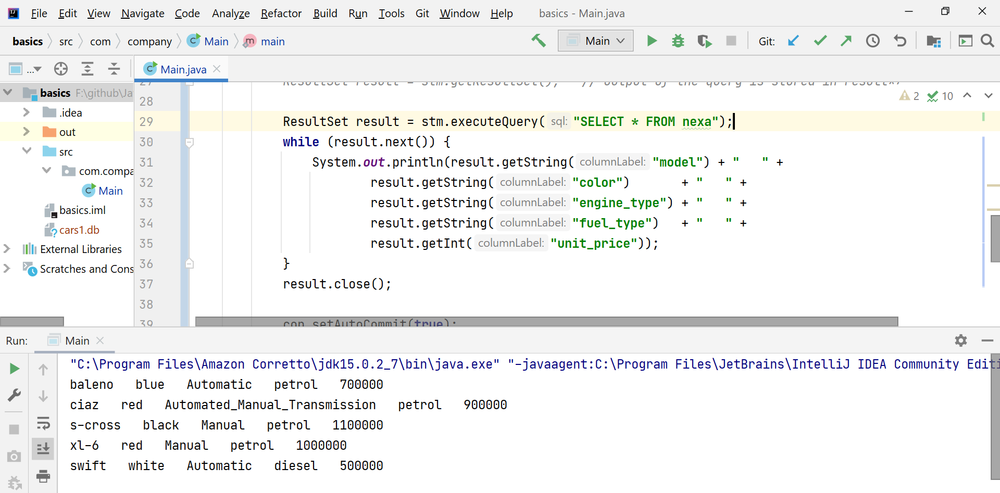 File Edit View Navigate Code Analyze Refactor Build Run Tools Git Window Help basics - Main.java
basics src com company Main main Main Git:
... Main.java
basics F:\github\Ja
.idea
out
src
com.compa
Main
basics.iml
cars1.db
External Libraries
Scratches and Cons
2 10
27 ResultSet result = stm.getResultSet(); // output of the query is stored in result*/
28
29 ResultSet result = stm.executeQuery( sql: "SELECT * FROM nexa");
30 while (result.next()) {
31 System.out.println(result.getString( columnLabel: "model") + "   " +
32 result.getString( columnLabel: "color")       + "   " +
33 result.getString( columnLabel: "engine_type") + "   " +
34 result.getString( columnLabel: "fuel_type")   + "   " +
35 result.getInt( columnLabel: "unit_price"));
36 }
37 result.close();
38
39 con.setAutoCommit(true);
Run: Main
"C:\Program Files\Amazon Corretto\jdk15.0.2_7\bin\java.exe" "-javaagent:C:\Program Files\JetBrains\IntelliJ IDEA Community Editi
baleno   blue   Automatic   petrol   700000
ciaz   red   Automated_Manual_Transmission   petrol   900000
s-cross   black   Manual   petrol   1100000
xl-6   red   Manual   petrol   1000000
swift   white   Automatic   diesel   500000